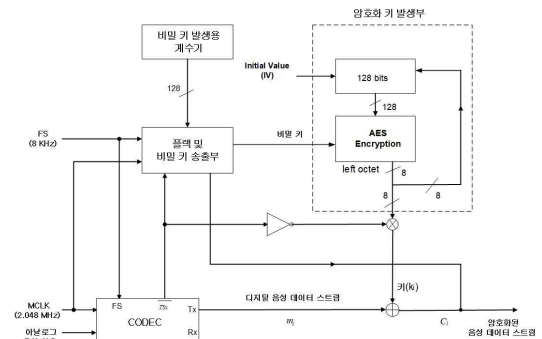 암호화 키 발생부
비밀 키 발생용
계수기
Initial Value
(IV)
128 bits
128
128
FS
(8 KHz)
플랙 및
비밀 키 송출부
비밀 키
AES
Encryption
left octet
8
8
8
키(kᵢ)
MCLK
(2.048 MHz)
FS
Tx
CODEC
Rx
디지털 음성 데이터 스트림
mᵢ
Cᵢ
암호화된
음성 데이터 스트림
아날로그